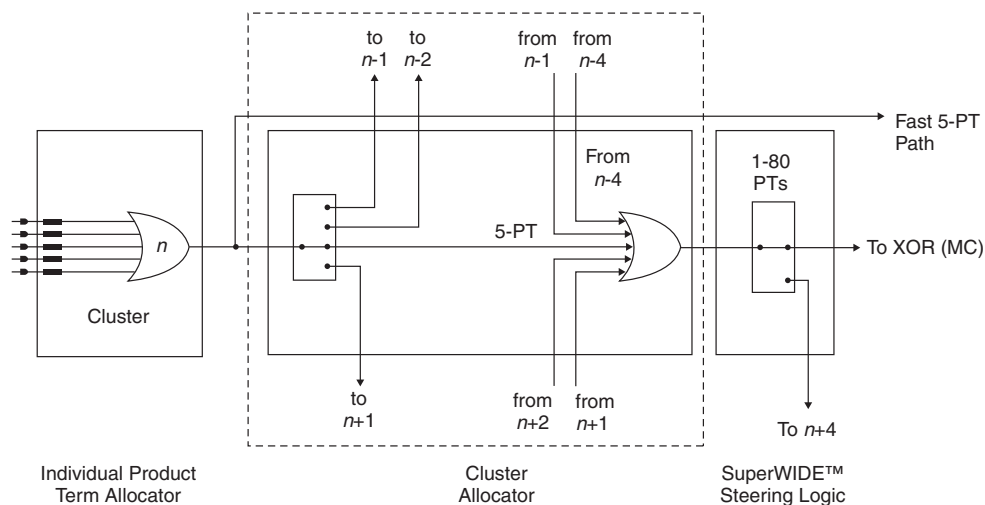 to
n-1
to
n-2
from
n-1
from
n-4
Fast 5-PT
Path
From
n-4
1-80
PTs
n
5-PT
To XOR (MC)
Cluster
to
n+1
from
n+2
from
n+1
To n+4
Individual Product
Term Allocator
Cluster
Allocator
SuperWIDE™
Steering Logic